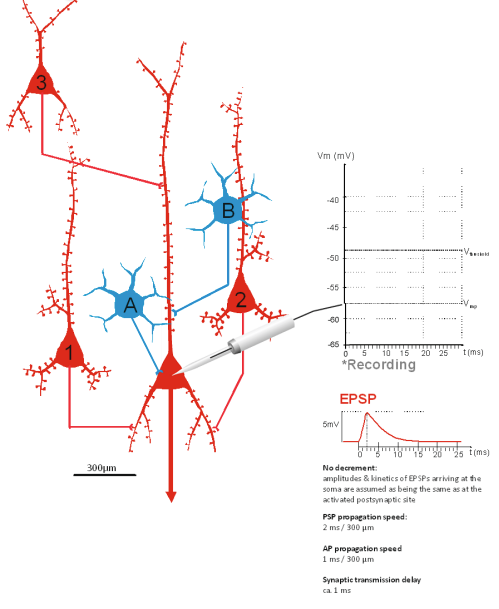 3
B
A
2
1
300µm
Vm (mV)
-40
-45
Vthreshold
-50
-55
Vrep
-60
-65
0 5 10 15 20 25 t (ms)
*Recording
EPSP
5mV
0 5 10 15 20 25 t (ms)
No decrement:
amplitudes & kinetics of EPSPs arriving at the
soma are assumed as being the same as at the
activated postsynaptic site
PSP propagation speed:
2 ms / 300 µm
AP propagation speed
1 ms / 300 µm
Synaptic transmission delay
ca. 1 ms